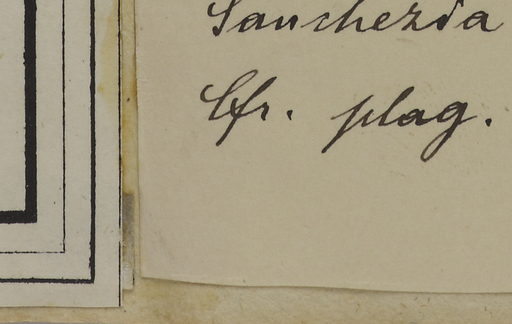 Sanchezia
Cfr. plag.